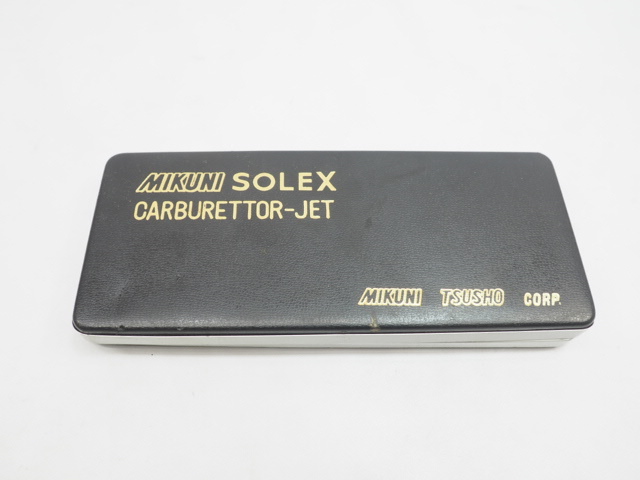 MIKUNI SOLEX
CARBURETTOR-JET
MIKUNI TSUSHO CORP.